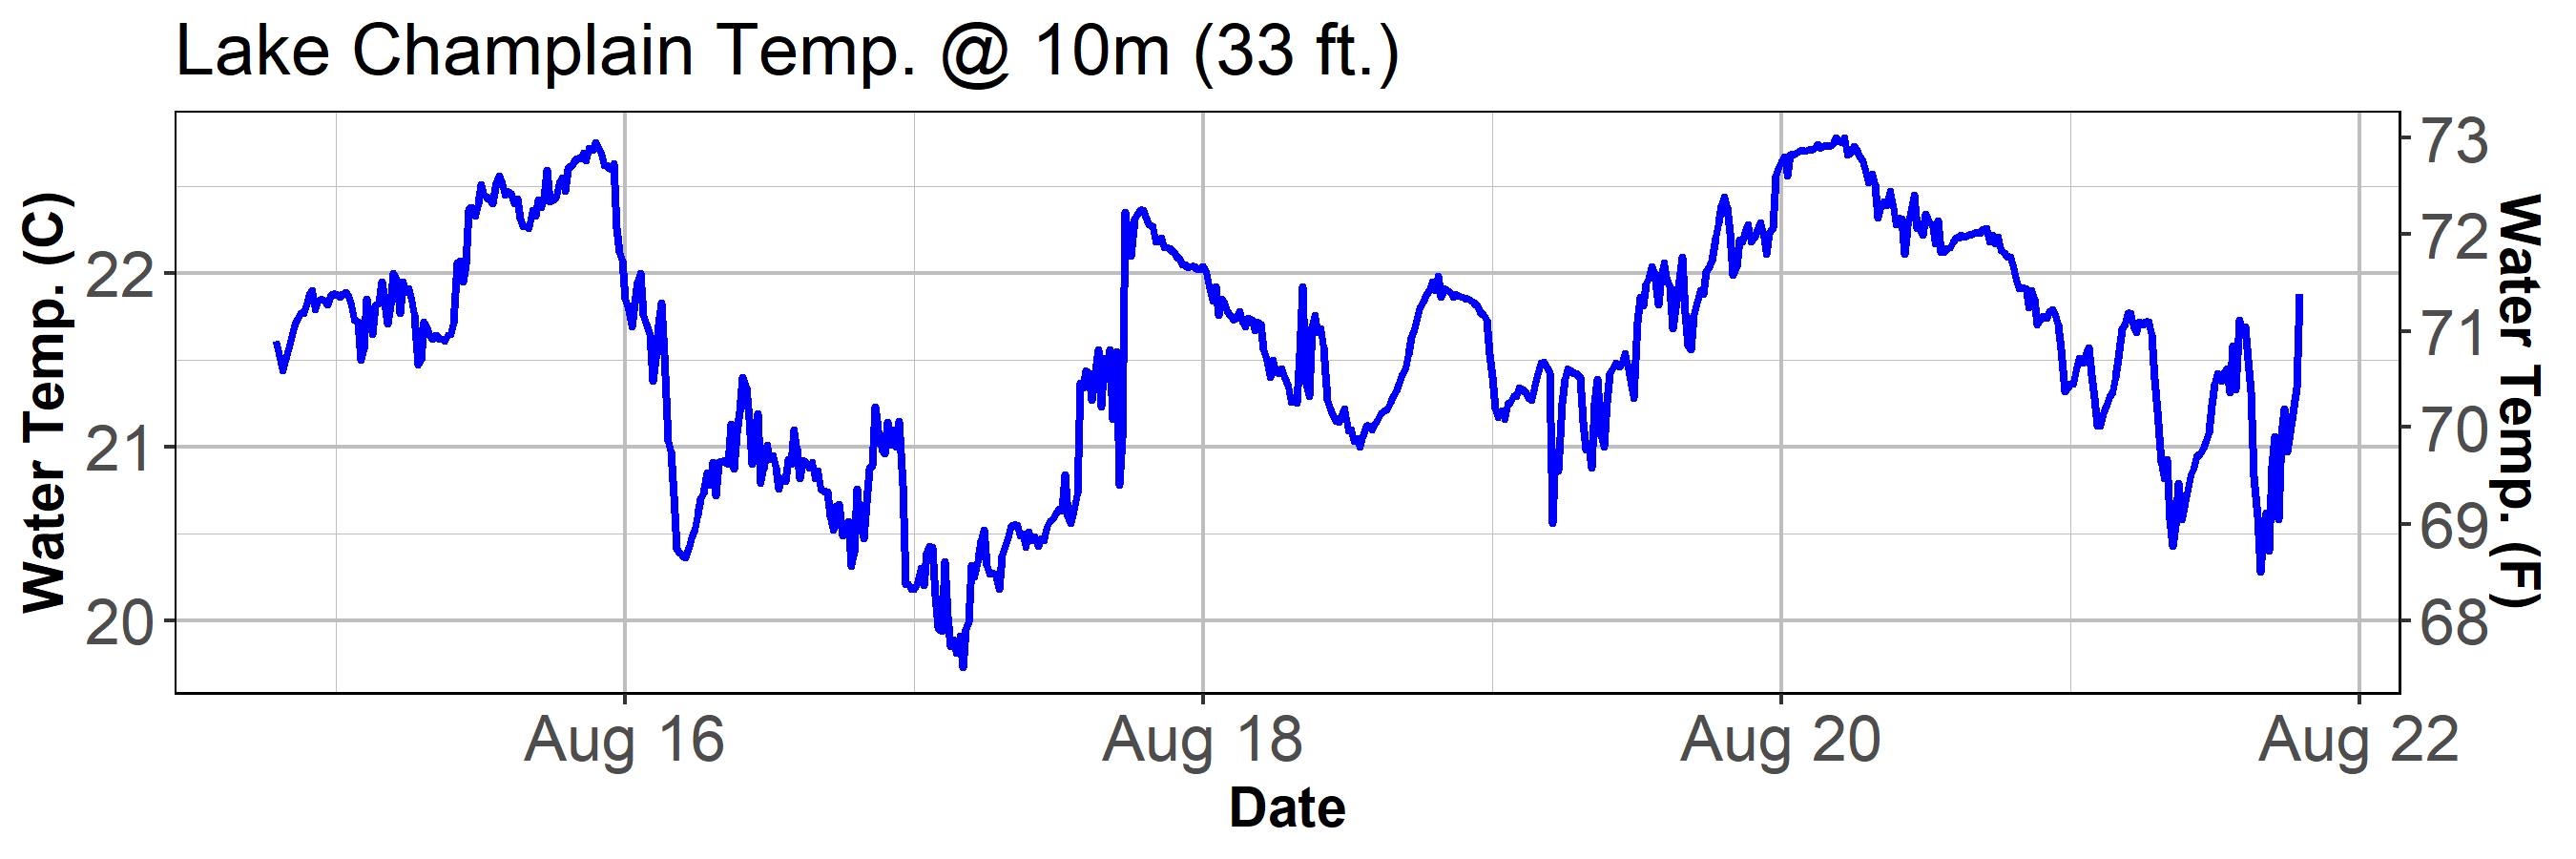 Lake Champlain Temp. @ 10m (33 ft.)
Water Temp. (C)
22
21
20
73
72
71
70
69
68
Water Temp. (F)
Aug 16
Aug 18
Aug 20
Aug 22
Date